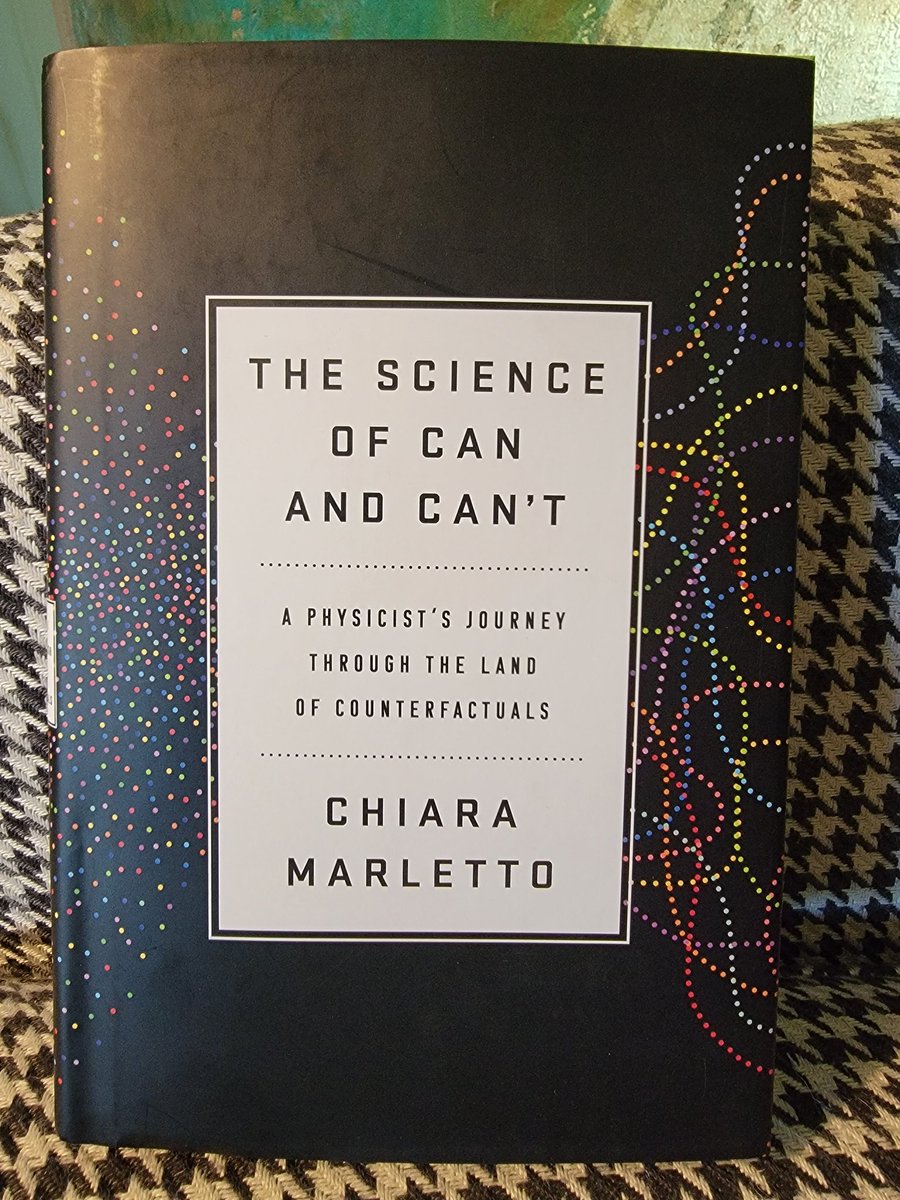 THE SCIENCE
OF CAN
AND CAN'T
A PHYSICIST'S JOURNEY
THROUGH THE LAND
OF COUNTERFACTUALS
CHIARA
MARLETTO